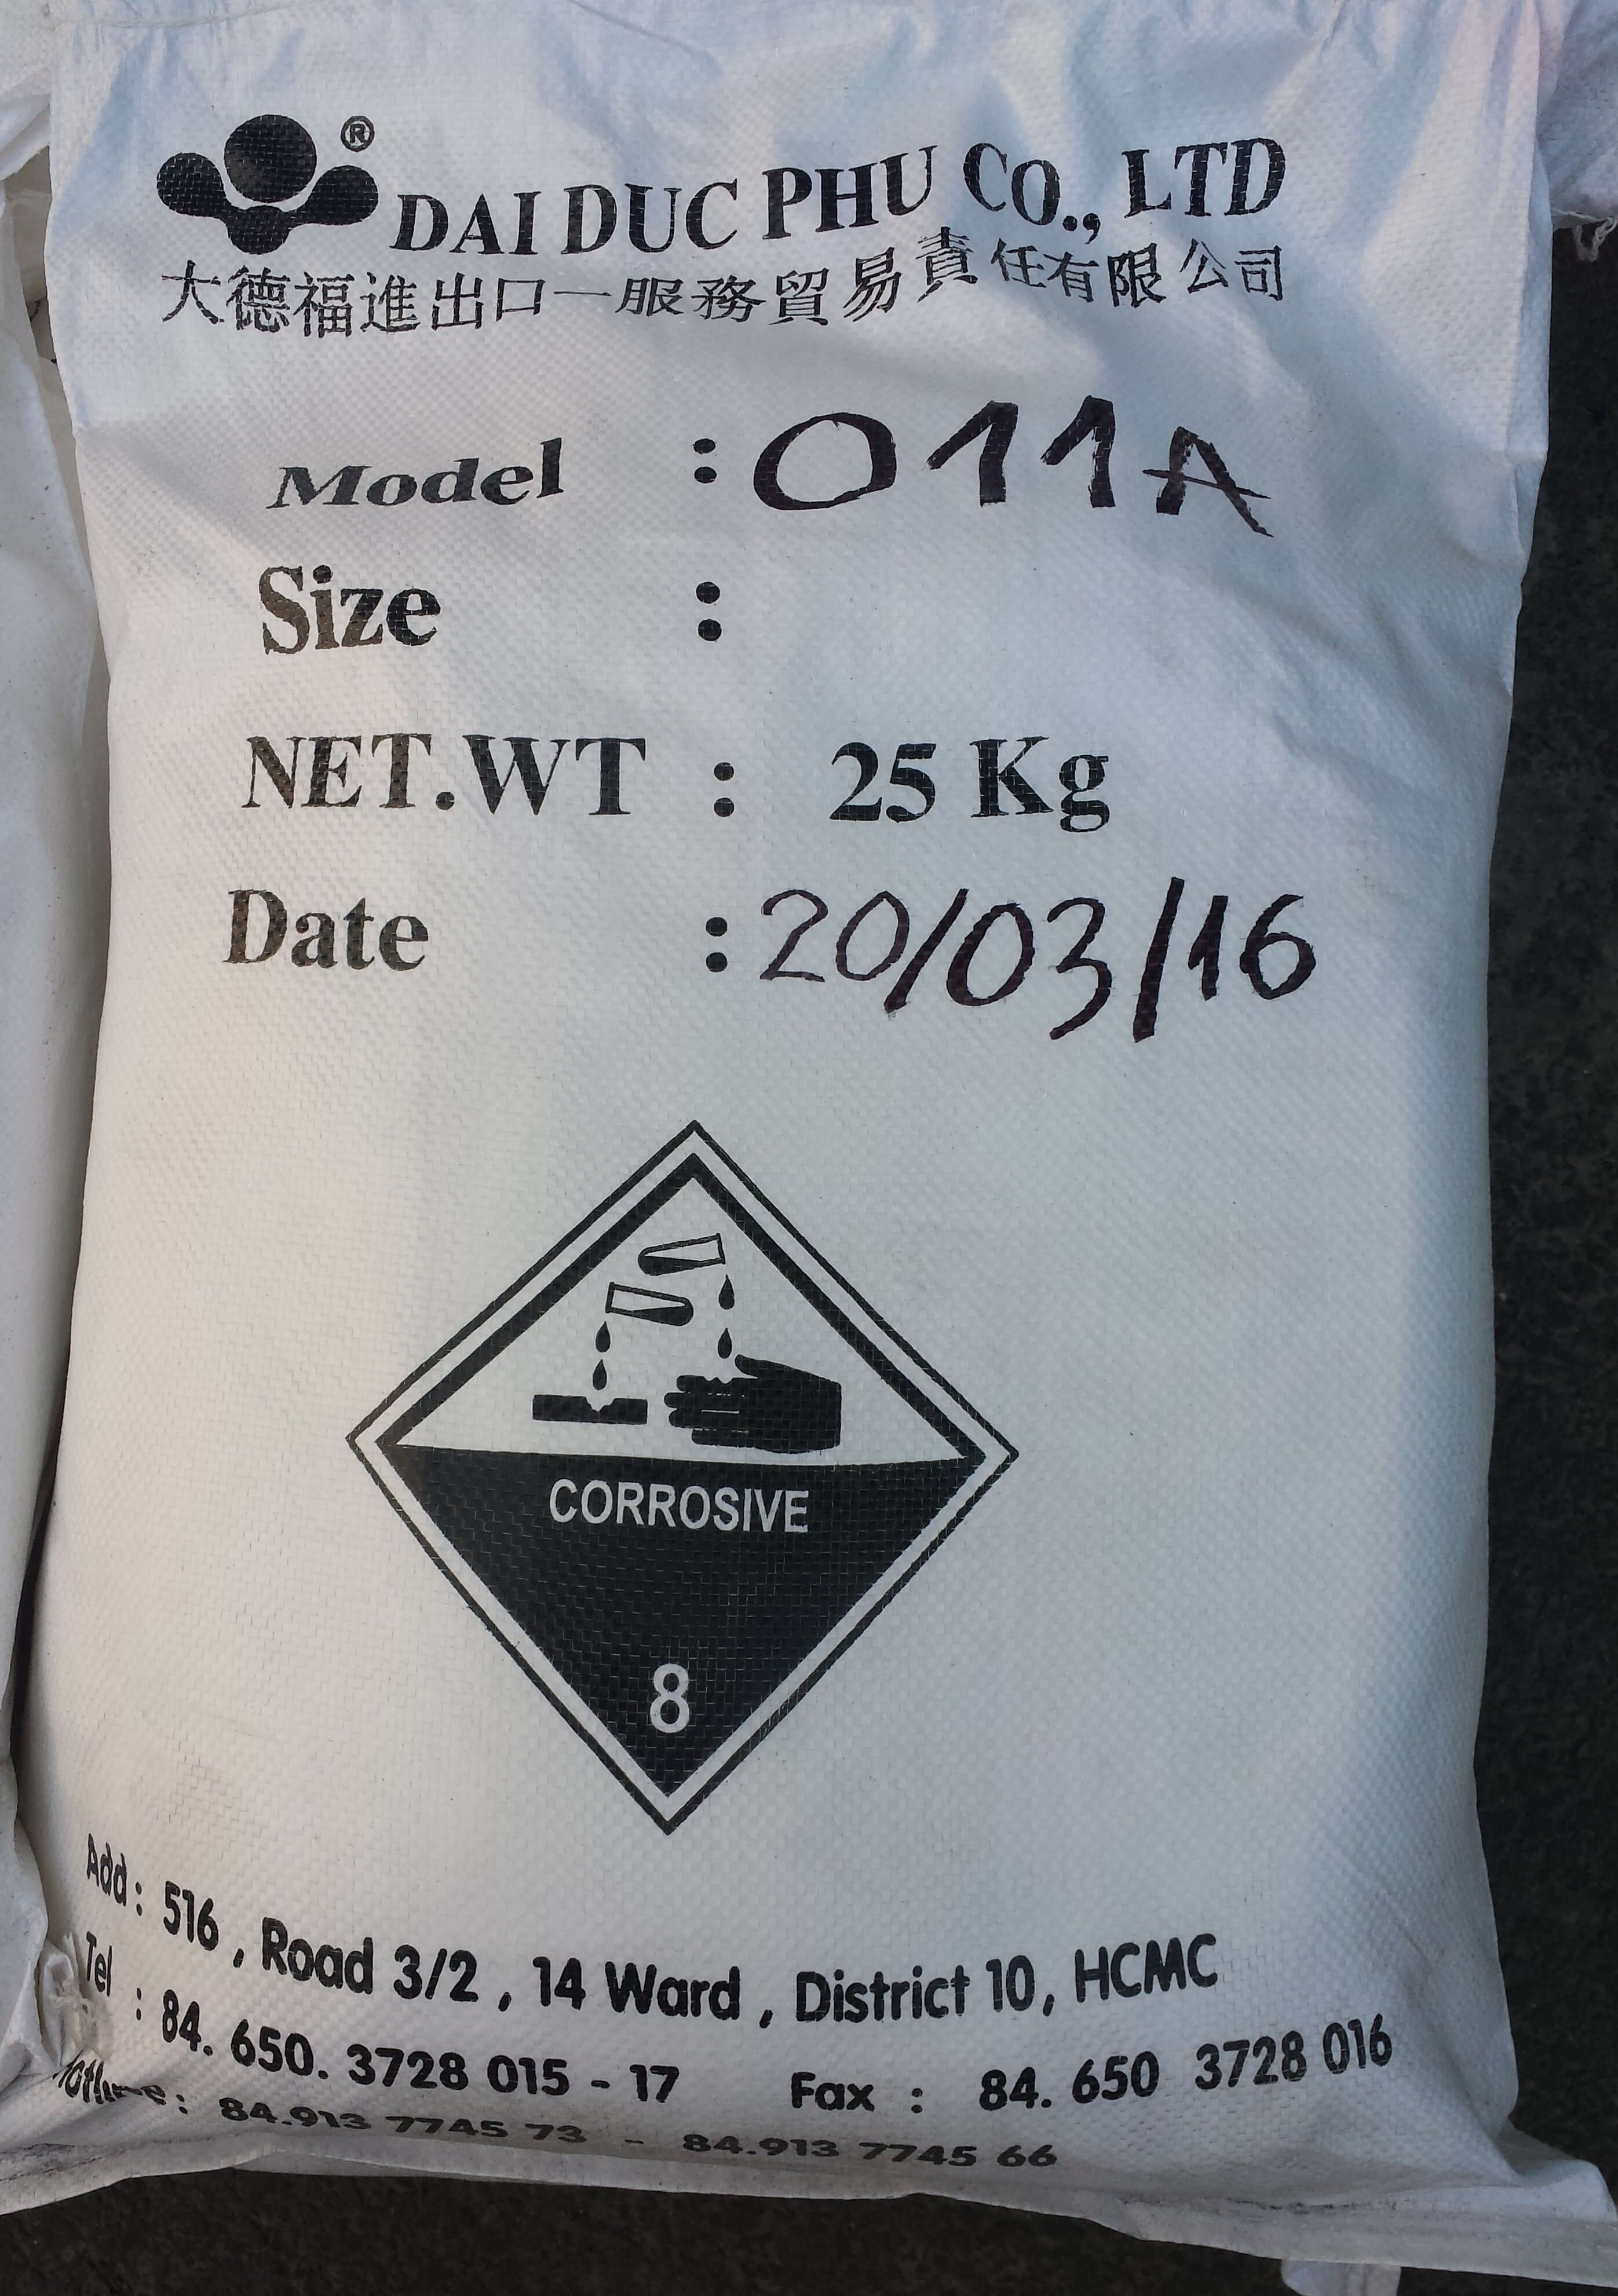 ®
DAI DUC PHU CO., LTD
大德福進出口一服務貿易責任有限公司
Model : 011A
Size :
NET.WT : 25 Kg
Date : 20/03/16
CORROSIVE
8
Add : 516 , Road 3/2 , 14 Ward , District 10, HCMC
Tel : 84. 650. 3728 015 - 17 Fax : 84. 650 3728 016
Hotline : 84.913 7745 73 - 84.913 7745 66